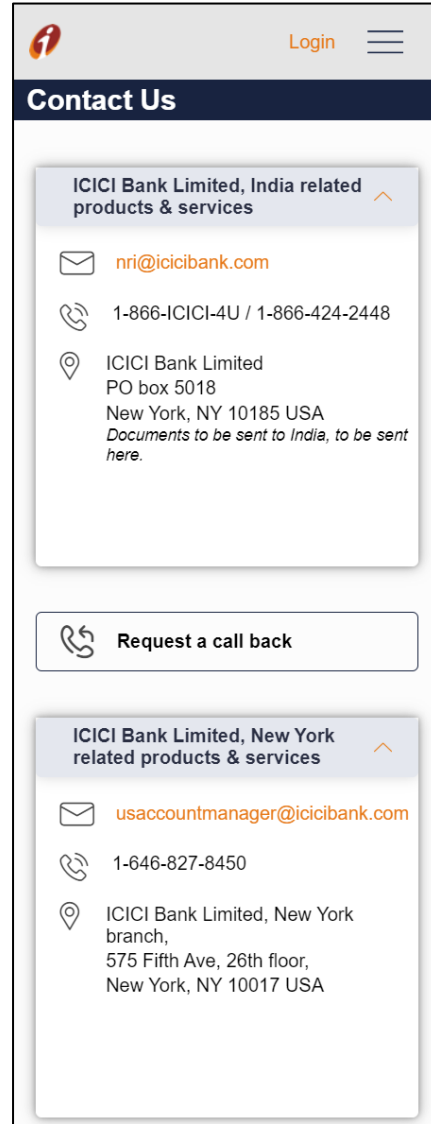 Login
Contact Us
ICICI Bank Limited, India related
products & services
nri@icicibank.com
1-866-ICICI-4U / 1-866-424-2448
ICICI Bank Limited
PO box 5018
New York, NY 10185 USA
Documents to be sent to India, to be sent
here.
Request a call back
ICICI Bank Limited, New York
related products & services
usaccountmanager@icicibank.com
1-646-827-8450
ICICI Bank Limited, New York
branch,
575 Fifth Ave, 26th floor,
New York, NY 10017 USA